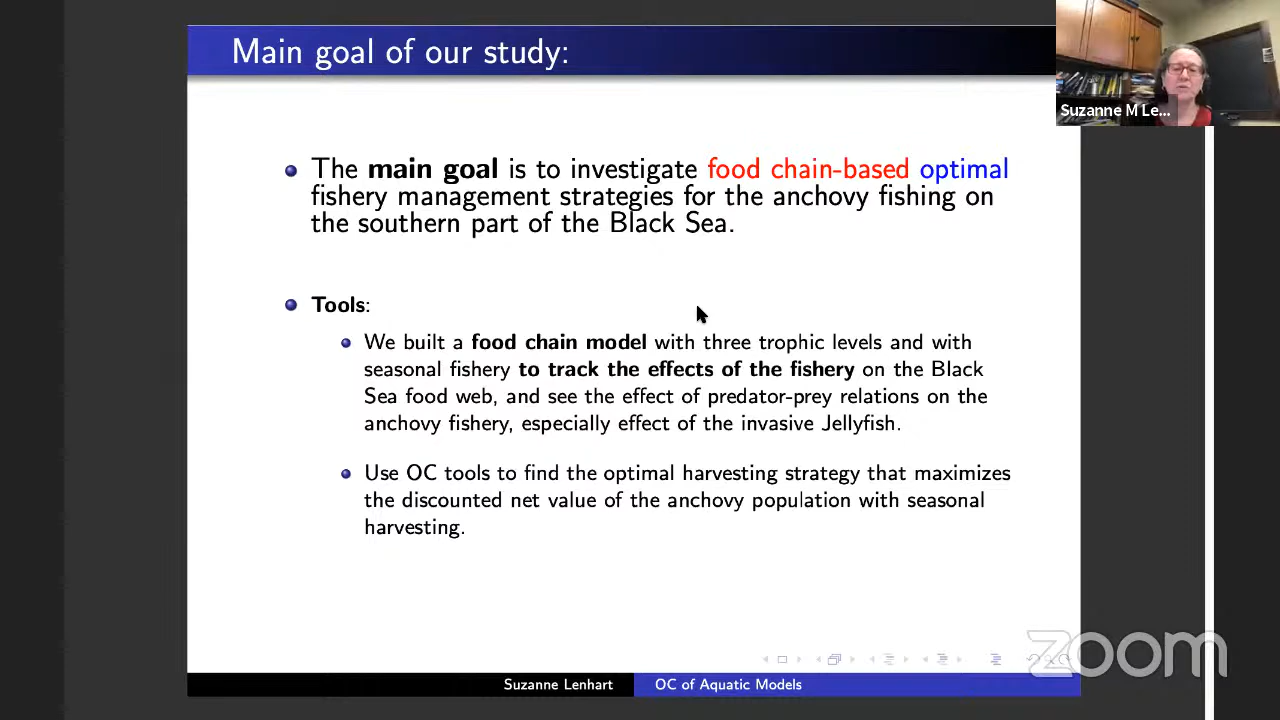 Main goal of our study:
Suzanne M Le...
The main goal is to investigate food chain-based optimal
fishery management strategies for the anchovy fishing on
the southern part of the Black Sea.
Tools:
We built a food chain model with three trophic levels and with
seasonal fishery to track the effects of the fishery on the Black
Sea food web, and see the effect of predator-prey relations on the
anchovy fishery, especially effect of the invasive Jellyfish.
Use OC tools to find the optimal harvesting strategy that maximizes
the discounted net value of the anchovy population with seasonal
harvesting.
zoom
Suzanne Lenhart
OC of Aquatic Models